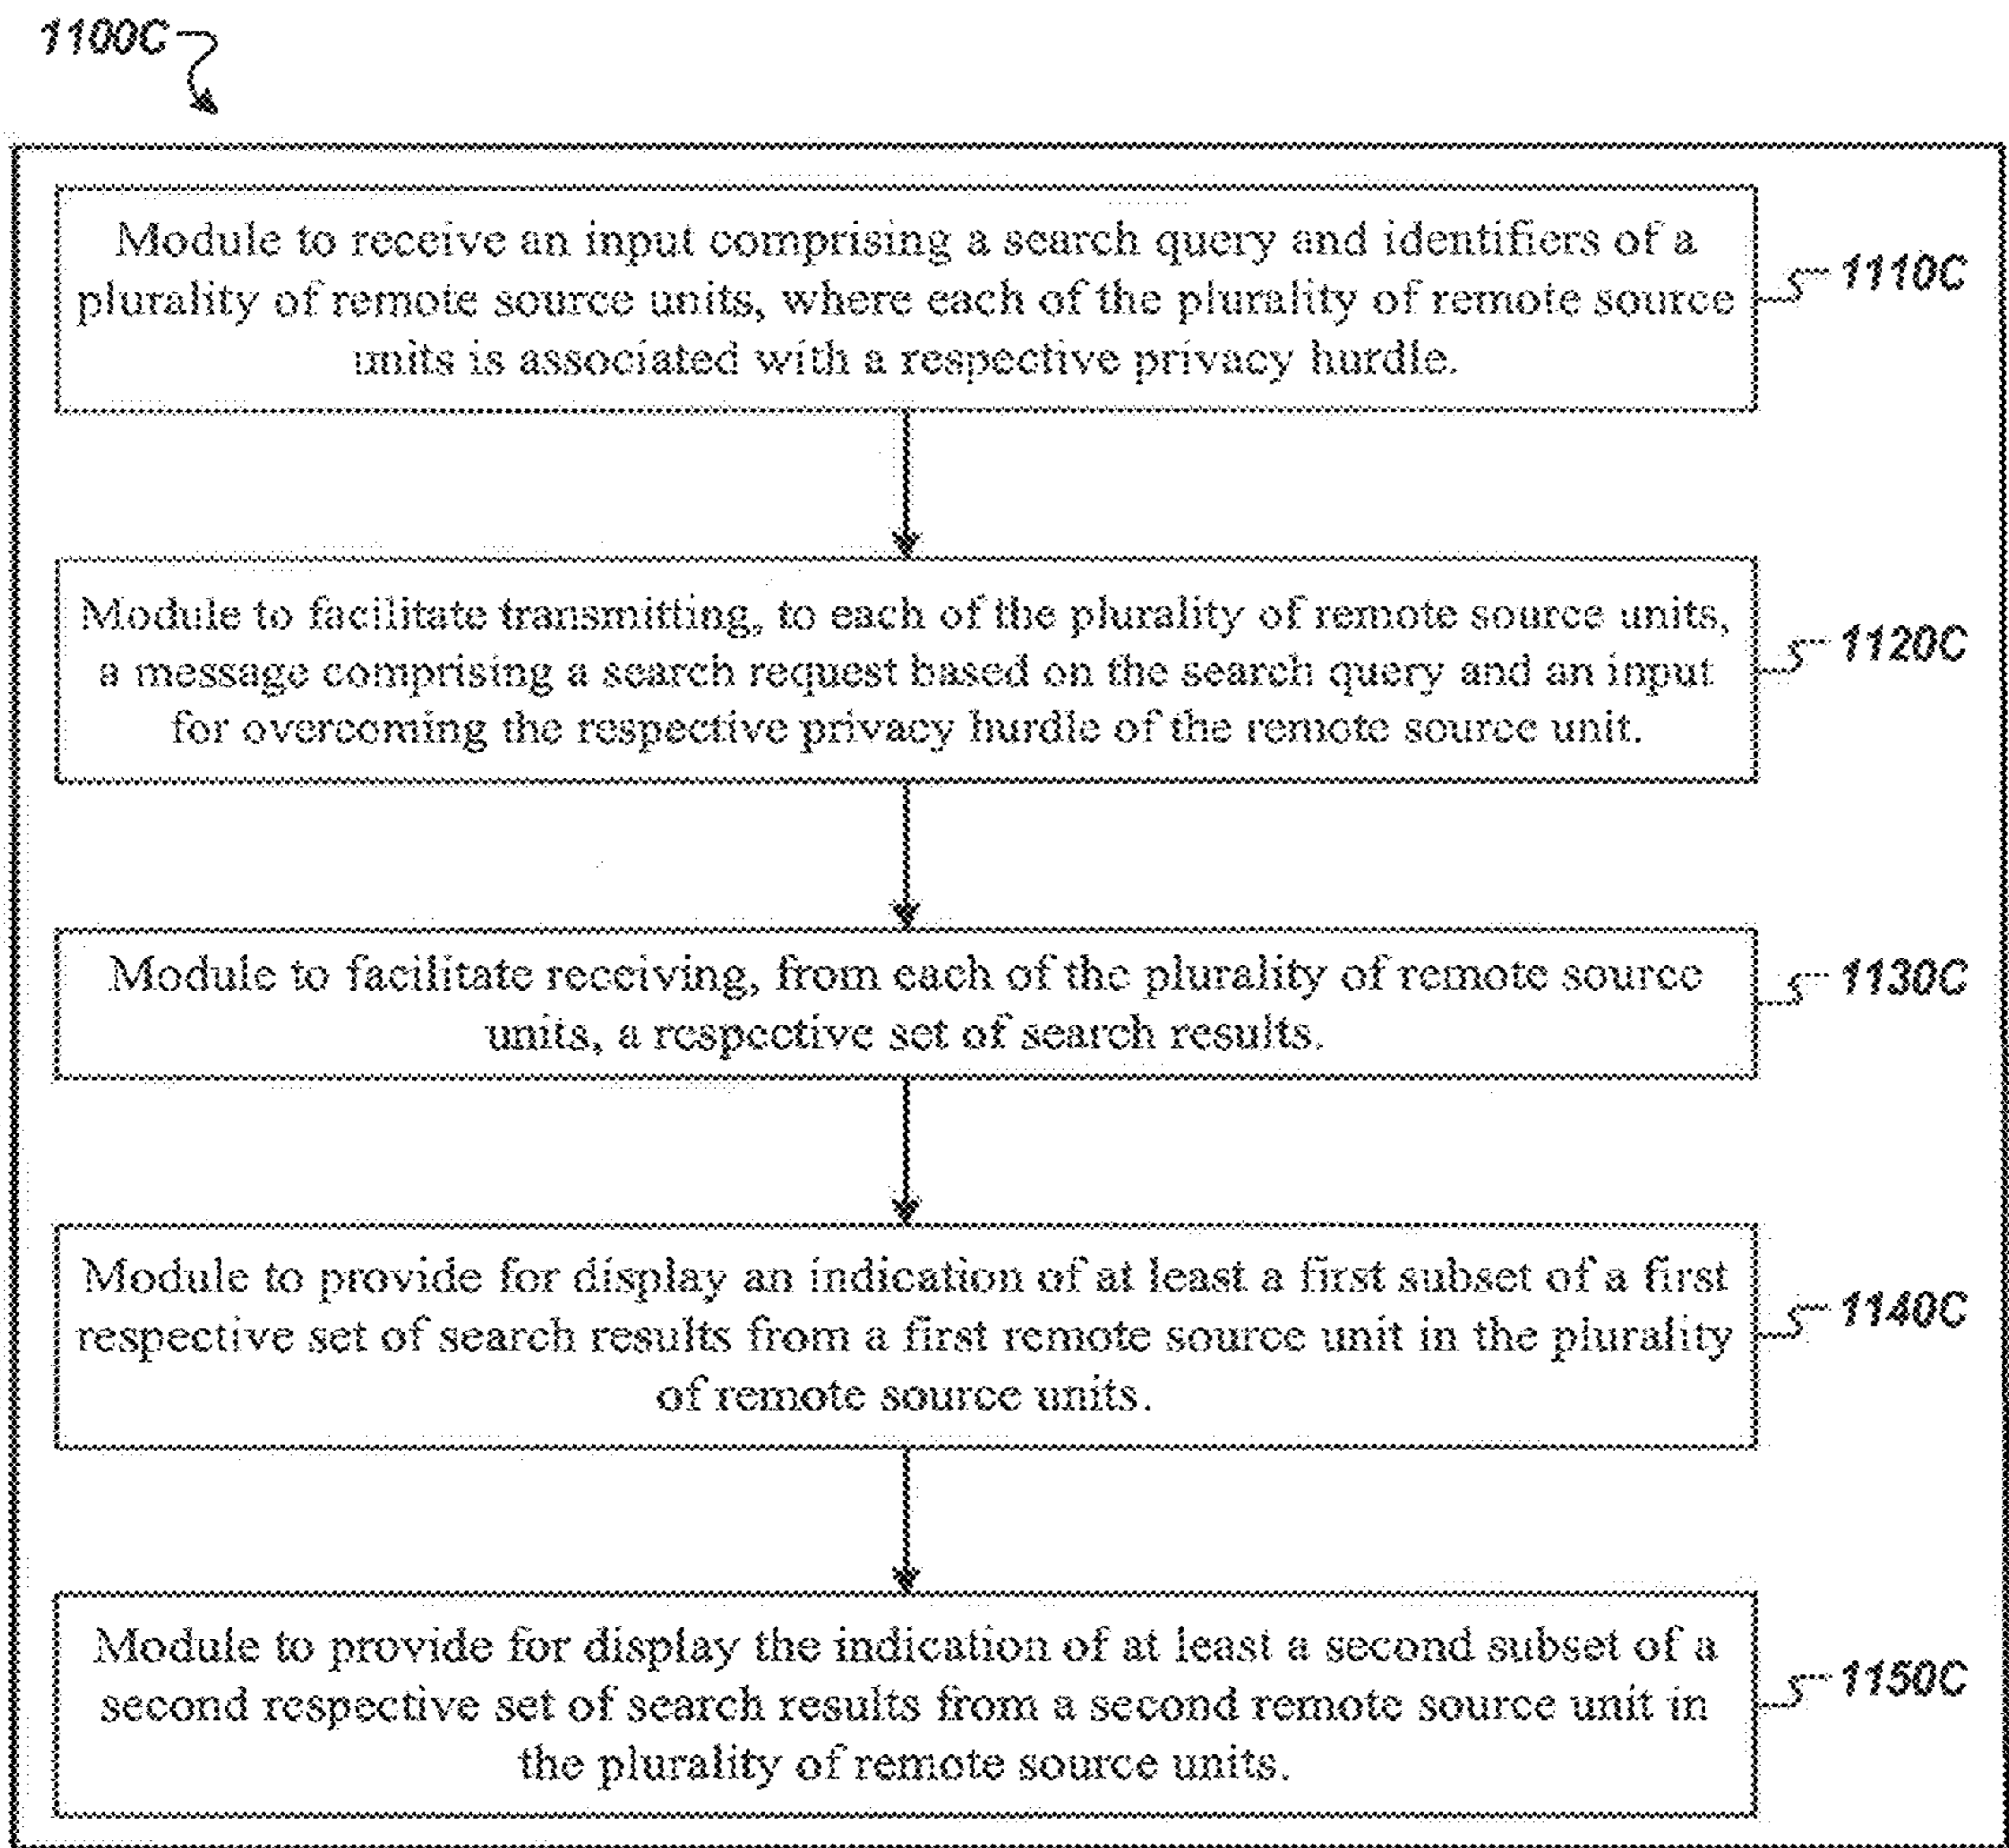 1100C
Module to receive an input comprising a search query and identifiers of a
plurality of remote source units, where each of the plurality of remote source
units is associated with a respective privacy hurdle.
1110C
Module to facilitate transmitting, to each of the plurality of remote source units,
a message comprising a search request based on the search query and an input
for overcoming the respective privacy hurdle of the remote source unit.
1120C
Module to facilitate receiving, from each of the plurality of remote source
units, a respective set of search results.
1130C
Module to provide for display an indication of at least a first subset of a first
respective set of search results from a first remote source unit in the plurality
of remote source units.
1140C
Module to provide for display the indication of at least a second subset of a
second respective set of search results from a second remote source unit in
the plurality of remote source units.
1150C